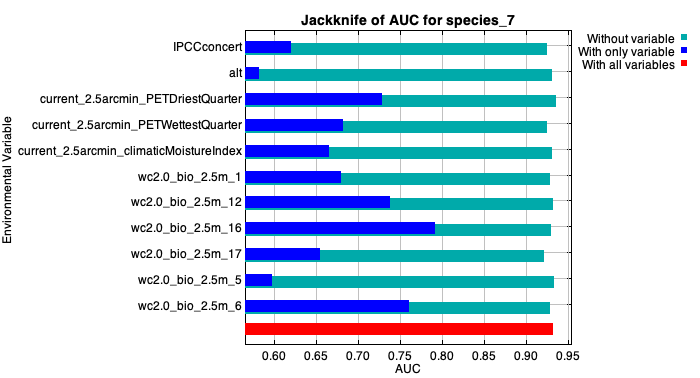 Jackknife of AUC for species_7
Without variable
With only variable
With all variables
Environmental Variable
IPCCconcert
alt
current_2.5arcmin_PETDriestQuarter
current_2.5arcmin_PETWettestQuarter
current_2.5arcmin_climaticMoistureIndex
wc2.0_bio_2.5m_1
wc2.0_bio_2.5m_12
wc2.0_bio_2.5m_16
wc2.0_bio_2.5m_17
wc2.0_bio_2.5m_5
wc2.0_bio_2.5m_6
0.60 0.65 0.70 0.75 0.80 0.85 0.90 0.95
AUC